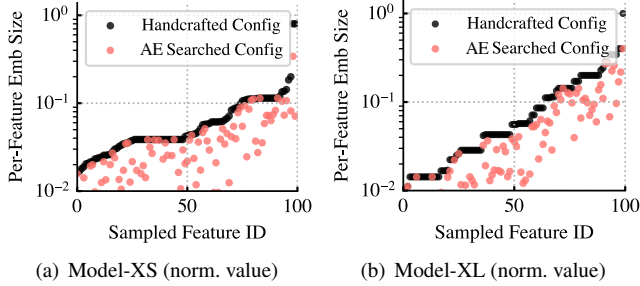 10⁰
Handcrafted Config
AE Searched Config
10⁻¹
10⁻²
Per-Feature Emb Size
0
50
100
Sampled Feature ID
(a) Model-XS (norm. value)
10⁰
Handcrafted Config
AE Searched Config
10⁻¹
10⁻²
Per-Feature Emb Size
0
50
100
Sampled Feature ID
(b) Model-XL (norm. value)